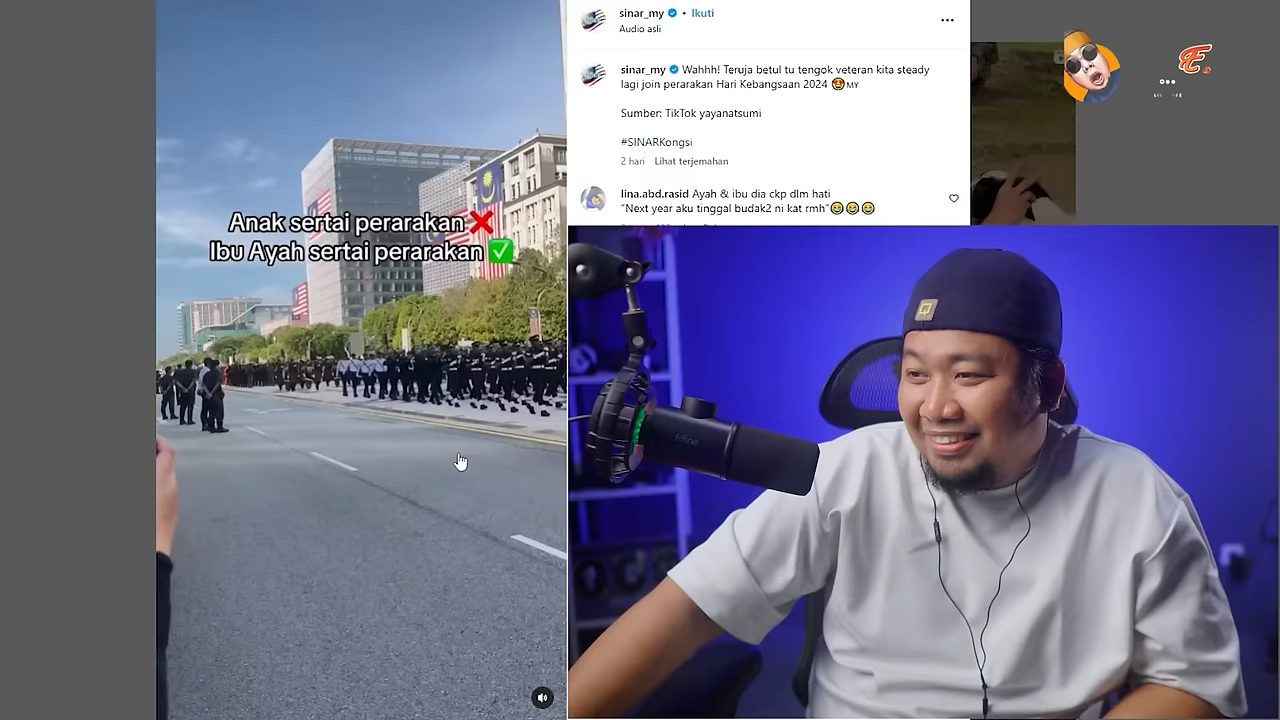 sinar_my • Ikuti
Audio asli
sinar_my Wahhh! Teruja betul tu tengok veteran kita steady
lagi join perarakan Hari Kebangsaan 2024 🤩 MY
Sumber: TikTok yayanatsumi
#SINARKongsi
2 hari Lihat terjemahan
lina.abd.rasid Ayah & ibu dia ckp dlm hati
"Next year aku tinggal budak2 ni kat rmh"😂😂😂
Anak sertai perarakan ❌
Ibu Ayah sertai perarakan ✅